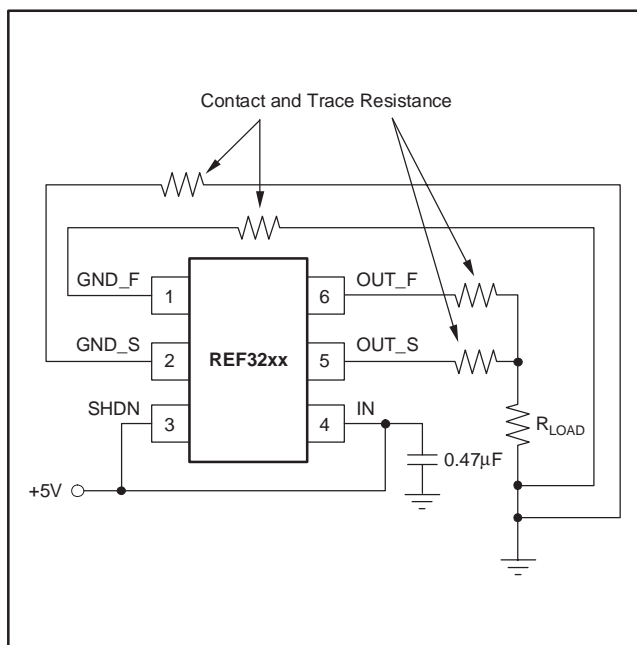 Contact and Trace Resistance
GND_F
1
6
OUT_F
GND_S
2
REF32xx
5
OUT_S
SHDN
3
4
IN
RLOAD
0.47μF
+5V